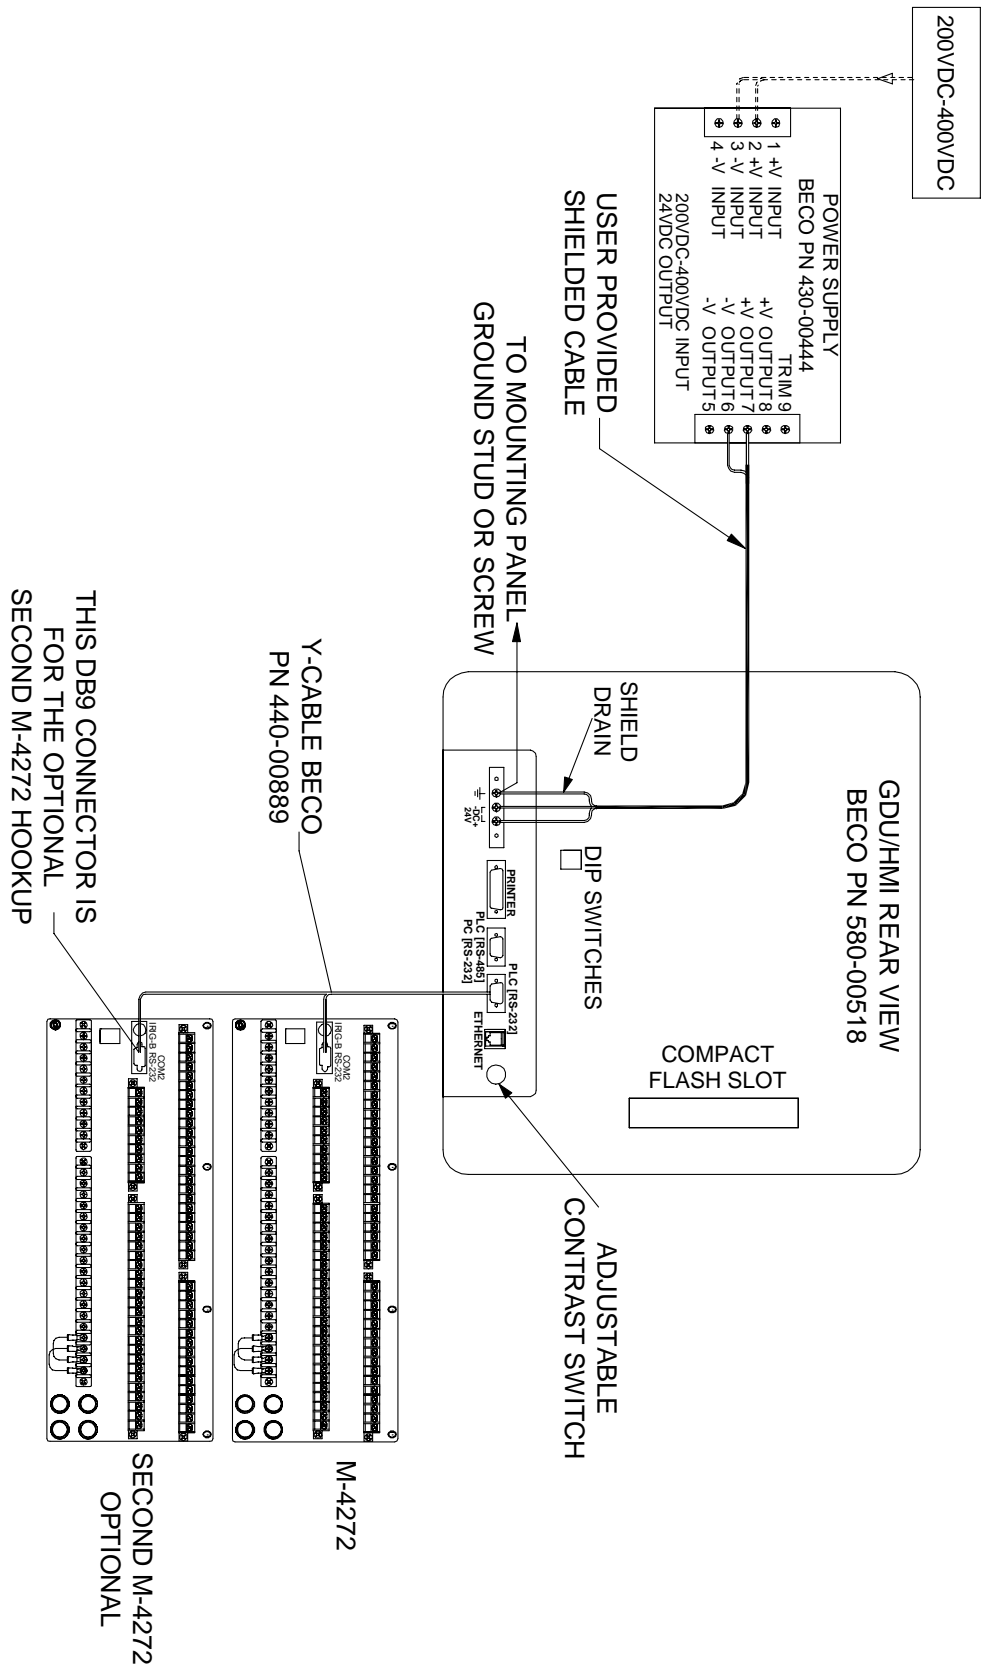 200VDC-400VDC
POWER SUPPLY
BECO PN 430-00444
1 +V INPUT
2 +V INPUT
3 -V INPUT
4 -V INPUT
TRIM 9
+V OUTPUT 8
+V OUTPUT 7
-V OUTPUT 6
-V OUTPUT 5
200VDC-400VDC INPUT
24VDC OUTPUT
USER PROVIDED
SHIELDED CABLE
TO MOUNTING PANEL
GROUND STUD OR SCREW
GDU/HMI REAR VIEW
BECO PN 580-00518
COMPACT
FLASH SLOT
SHIELD
DRAIN
DIP SWITCHES
-DC+
24V
PRINTER
PLC [RS-485]
PC [RS-232]
PLC [RS-232]
ETHERNET
ADJUSTABLE
CONTRAST SWITCH
Y-CABLE BECO
PN 440-00889
COM2
IRIG-B RS-232
M-4272
THIS DB9 CONNECTOR IS
FOR THE OPTIONAL
SECOND M-4272 HOOKUP
COM2
IRIG-B RS-232
SECOND M-4272
OPTIONAL